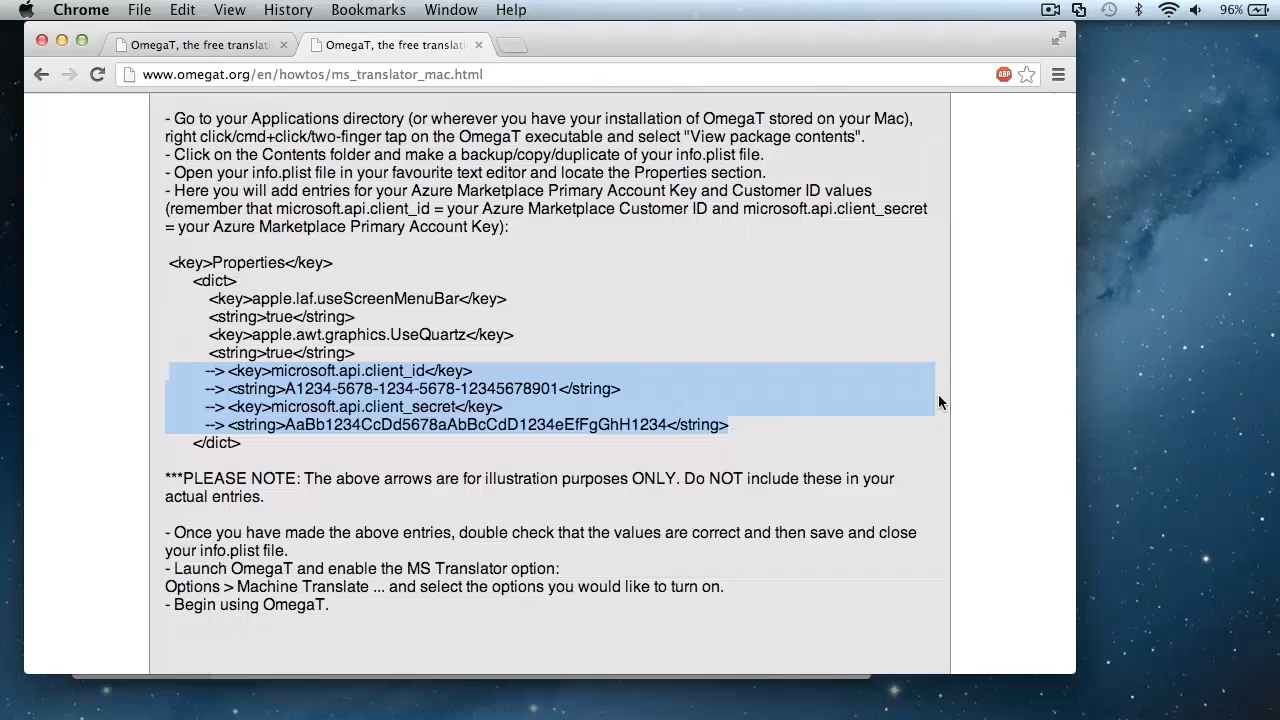 Chrome File Edit View History Bookmarks Window Help 96%
OmegaT, the free translati
OmegaT, the free translati
www.omegat.org/en/howtos/ms_translator_mac.html ABP
- Go to your Applications directory (or wherever you have your installation of OmegaT stored on your Mac),
right click/cmd+click/two-finger tap on the OmegaT executable and select "View package contents".
- Click on the Contents folder and make a backup/copy/duplicate of your info.plist file.
- Open your info.plist file in your favourite text editor and locate the Properties section.
- Here you will add entries for your Azure Marketplace Primary Account Key and Customer ID values
(remember that microsoft.api.client_id = your Azure Marketplace Customer ID and microsoft.api.client_secret
= your Azure Marketplace Primary Account Key):
<key>Properties</key>
<dict>
<key>apple.laf.useScreenMenuBar</key>
<string>true</string>
<key>apple.awt.graphics.UseQuartz</key>
<string>true</string>
--> <key>microsoft.api.client_id</key>
--> <string>A1234-5678-1234-5678-12345678901</string>
--> <key>microsoft.api.client_secret</key>
--> <string>AaBb1234CcDd5678aAbBcCdD1234eEfFgGhH1234</string>
</dict>
***PLEASE NOTE: The above arrows are for illustration purposes ONLY. Do NOT include these in your
actual entries.
- Once you have made the above entries, double check that the values are correct and then save and close
your info.plist file.
- Launch OmegaT and enable the MS Translator option:
Options > Machine Translate ... and select the options you would like to turn on.
- Begin using OmegaT.